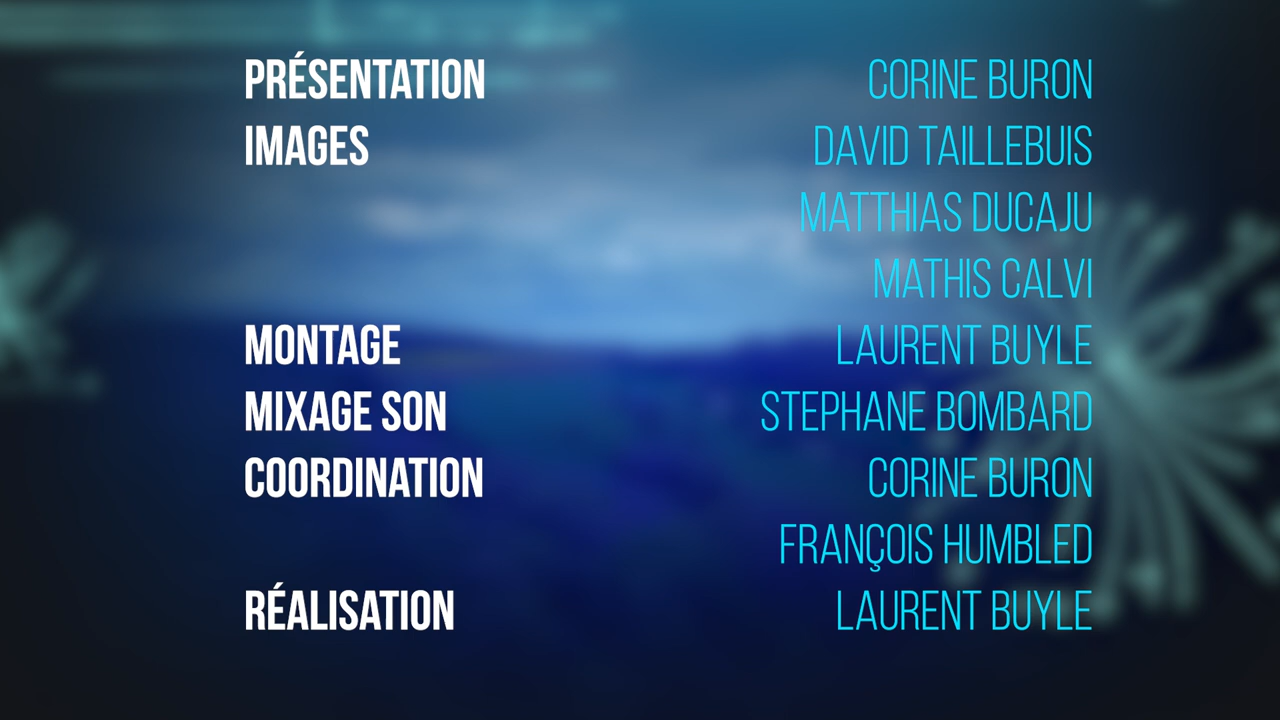 PRÉSENTATION CORINE BURON
IMAGES DAVID TAILLEBUIS
MATTHIAS DUCAJU
MATHIS CALVI
MONTAGE LAURENT BUYLE
MIXAGE SON STEPHANE BOMBARD
COORDINATION CORINE BURON
FRANÇOIS HUMBLED
RÉALISATION LAURENT BUYLE